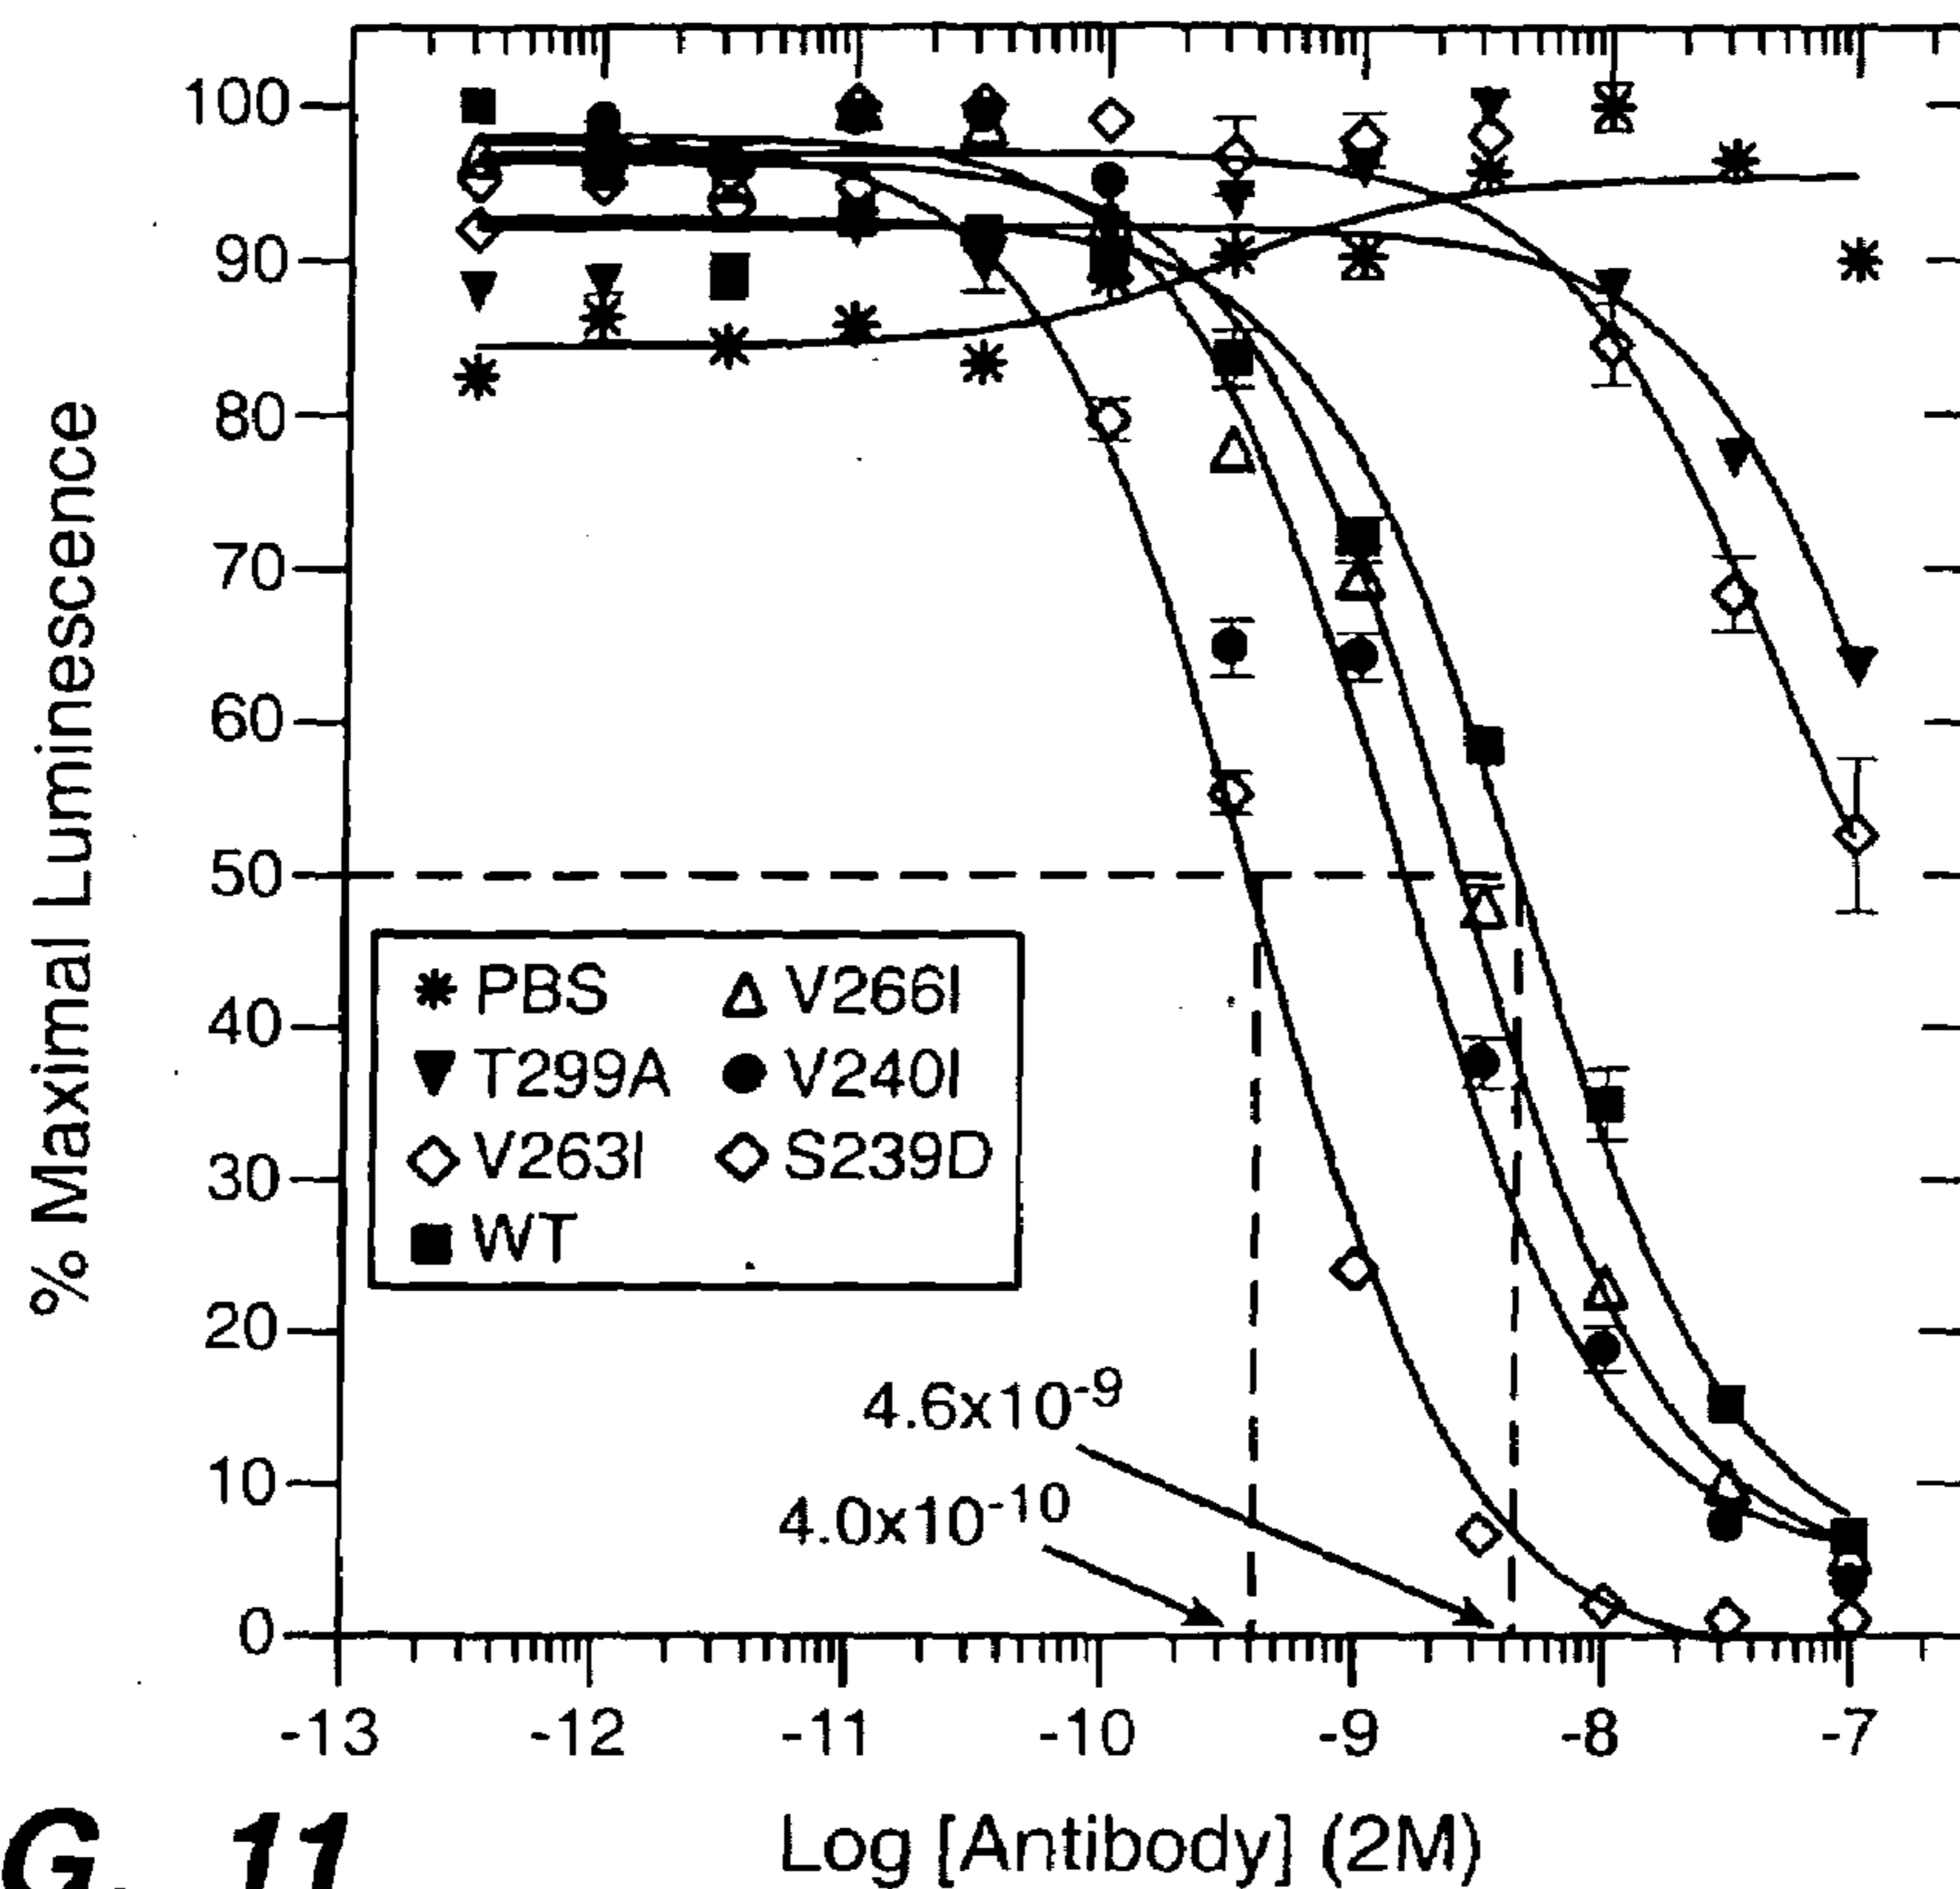 100
90
80
70
60
50
40
30
20
10
0
% Maximal Luminescence
PBS
V266I
T299A
V240I
V263I
S239D
WT
4.6x10-9
4.0x10-10
-13
-12
-11
-10
-9
-8
-7
Log [Antibody] (2M)
G. 11